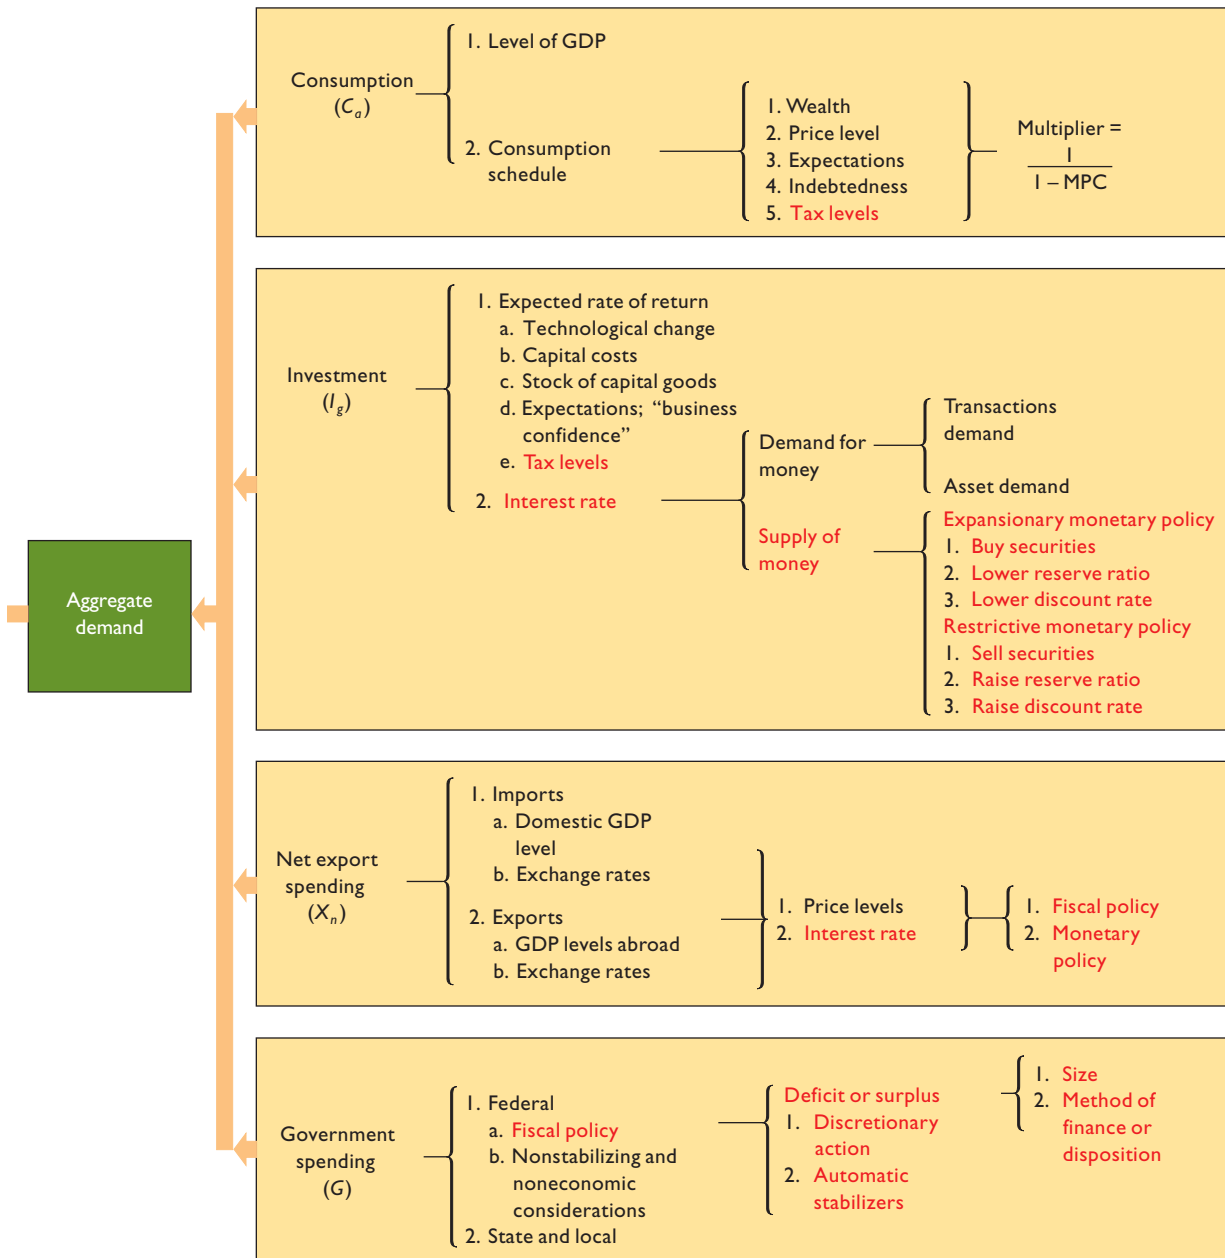 Aggregate
demand
Consumption
(Ca)
1. Level of GDP
2. Consumption
schedule
1. Wealth
2. Price level
3. Expectations
4. Indebtedness
5. Tax levels
Multiplier =
1
1 – MPC
Investment
(Ig)
1. Expected rate of return
a. Technological change
b. Capital costs
c. Stock of capital goods
d. Expectations; “business
confidence”
e. Tax levels
2. Interest rate
Demand for
money
Transactions
demand
Asset demand
Supply of
money
Expansionary monetary policy
1. Buy securities
2. Lower reserve ratio
3. Lower discount rate
Restrictive monetary policy
1. Sell securities
2. Raise reserve ratio
3. Raise discount rate
Net export
spending
(Xn)
1. Imports
a. Domestic GDP
level
b. Exchange rates
2. Exports
a. GDP levels abroad
b. Exchange rates
1. Price levels
2. Interest rate
1. Fiscal policy
2. Monetary
policy
Government
spending
(G)
1. Federal
a. Fiscal policy
b. Nonstabilizing and
noneconomic
considerations
2. State and local
Deficit or surplus
1. Discretionary
action
2. Automatic
stabilizers
1. Size
2. Method of
finance or
disposition